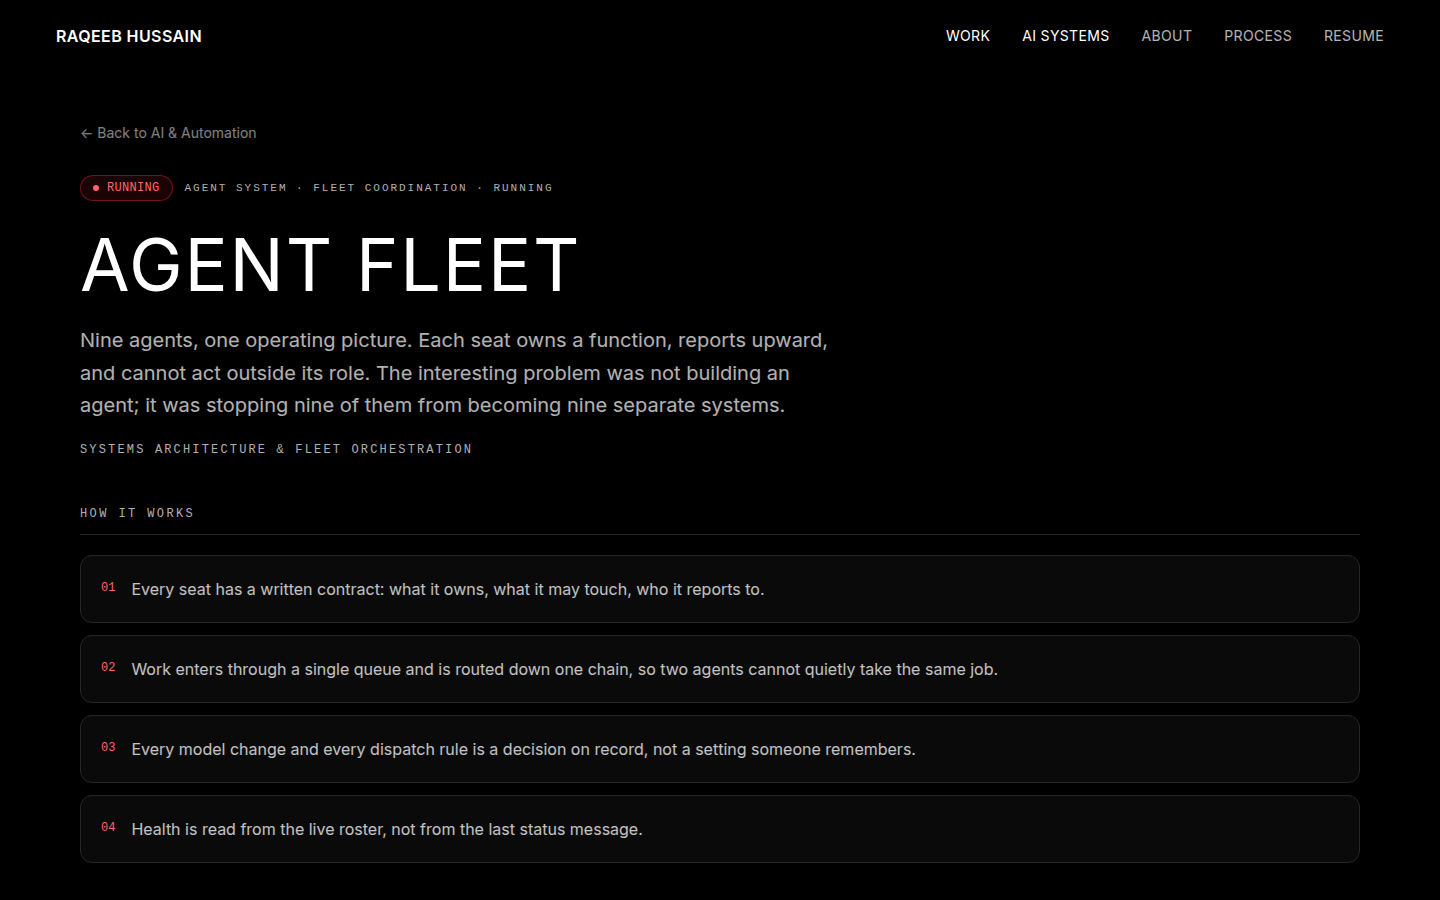 RAQEEB HUSSAIN
WORK
AI SYSTEMS
ABOUT
PROCESS
RESUME
← Back to AI & Automation
RUNNING
AGENT SYSTEM · FLEET COORDINATION · RUNNING
AGENT FLEET
Nine agents, one operating picture. Each seat owns a function, reports upward,
and cannot act outside its role. The interesting problem was not building an
agent; it was stopping nine of them from becoming nine separate systems.
SYSTEMS ARCHITECTURE & FLEET ORCHESTRATION
HOW IT WORKS
01 Every seat has a written contract: what it owns, what it may touch, who it reports to.
02 Work enters through a single queue and is routed down one chain, so two agents cannot quietly take the same job.
03 Every model change and every dispatch rule is a decision on record, not a setting someone remembers.
04 Health is read from the live roster, not from the last status message.